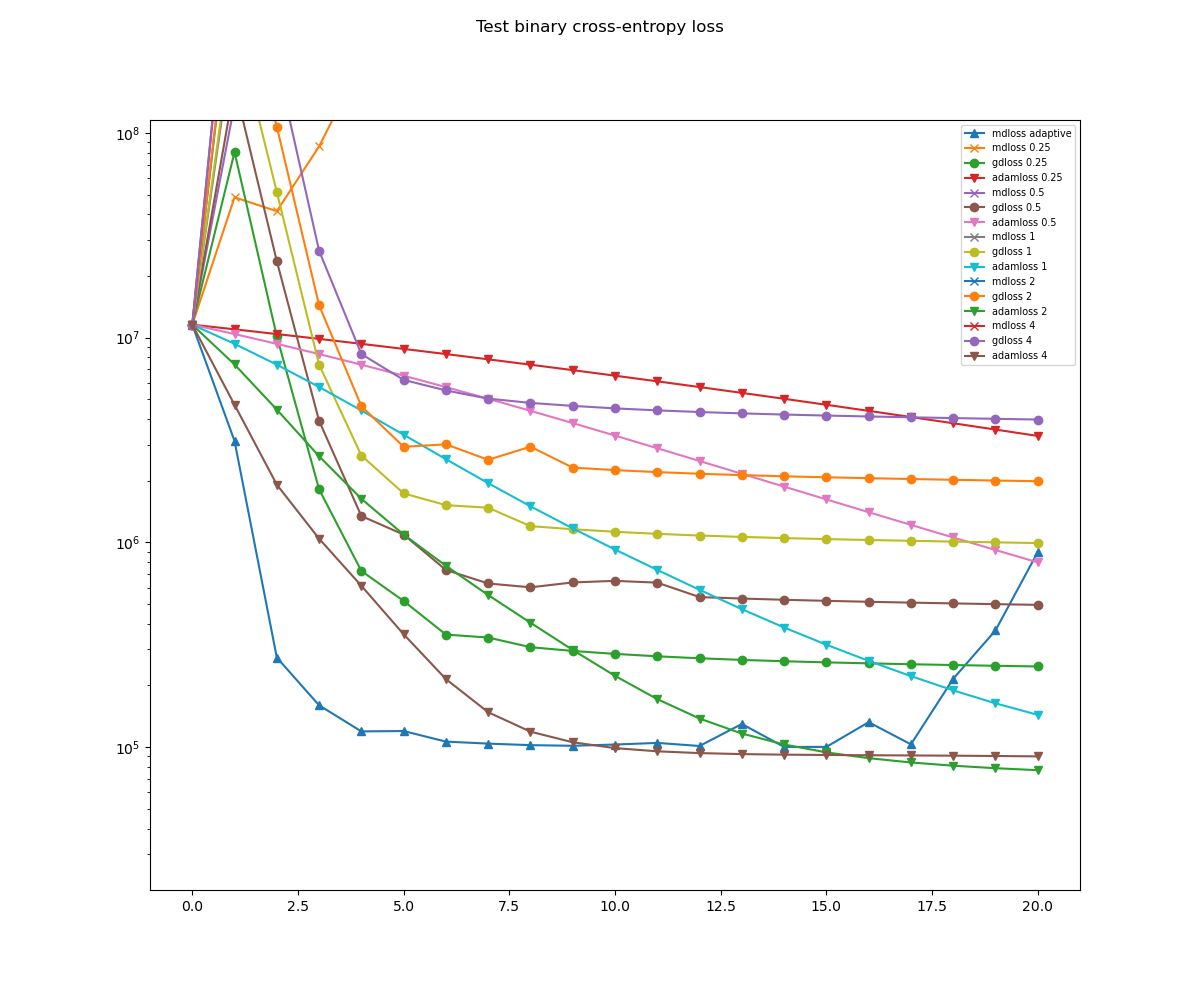 Test binary cross-entropy loss
10^8
10^7
10^6
10^5
mdloss adaptive
mdloss 0.25
gdloss 0.25
adamloss 0.25
mdloss 0.5
gdloss 0.5
adamloss 0.5
mdloss 1
gdloss 1
adamloss 1
mdloss 2
gdloss 2
adamloss 2
mdloss 4
gdloss 4
adamloss 4
0.0 2.5 5.0 7.5 10.0 12.5 15.0 17.5 20.0